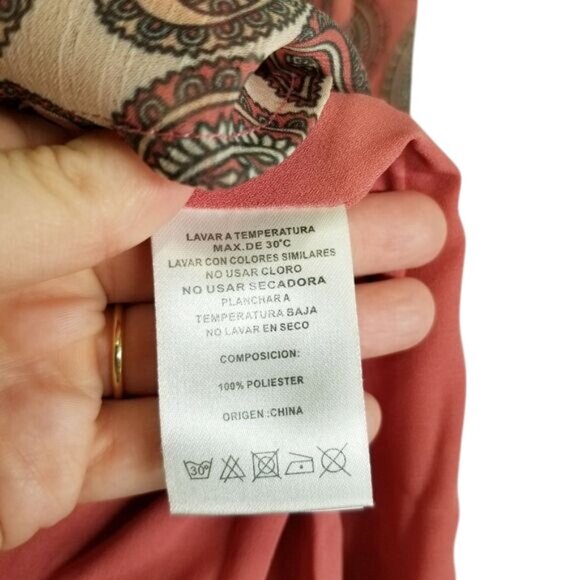 LAVAR A TEMPERATURA
MAX.DE 30°C
LAVAR CON COLORES SIMILARES
NO USAR CLORO
NO USAR SECADORA
PLANCHAR A
TEMPERATURA BAJA
NO LAVAR EN SECO
COMPOSICION:
100% POLIESTER
ORIGEN :CHINA
30°